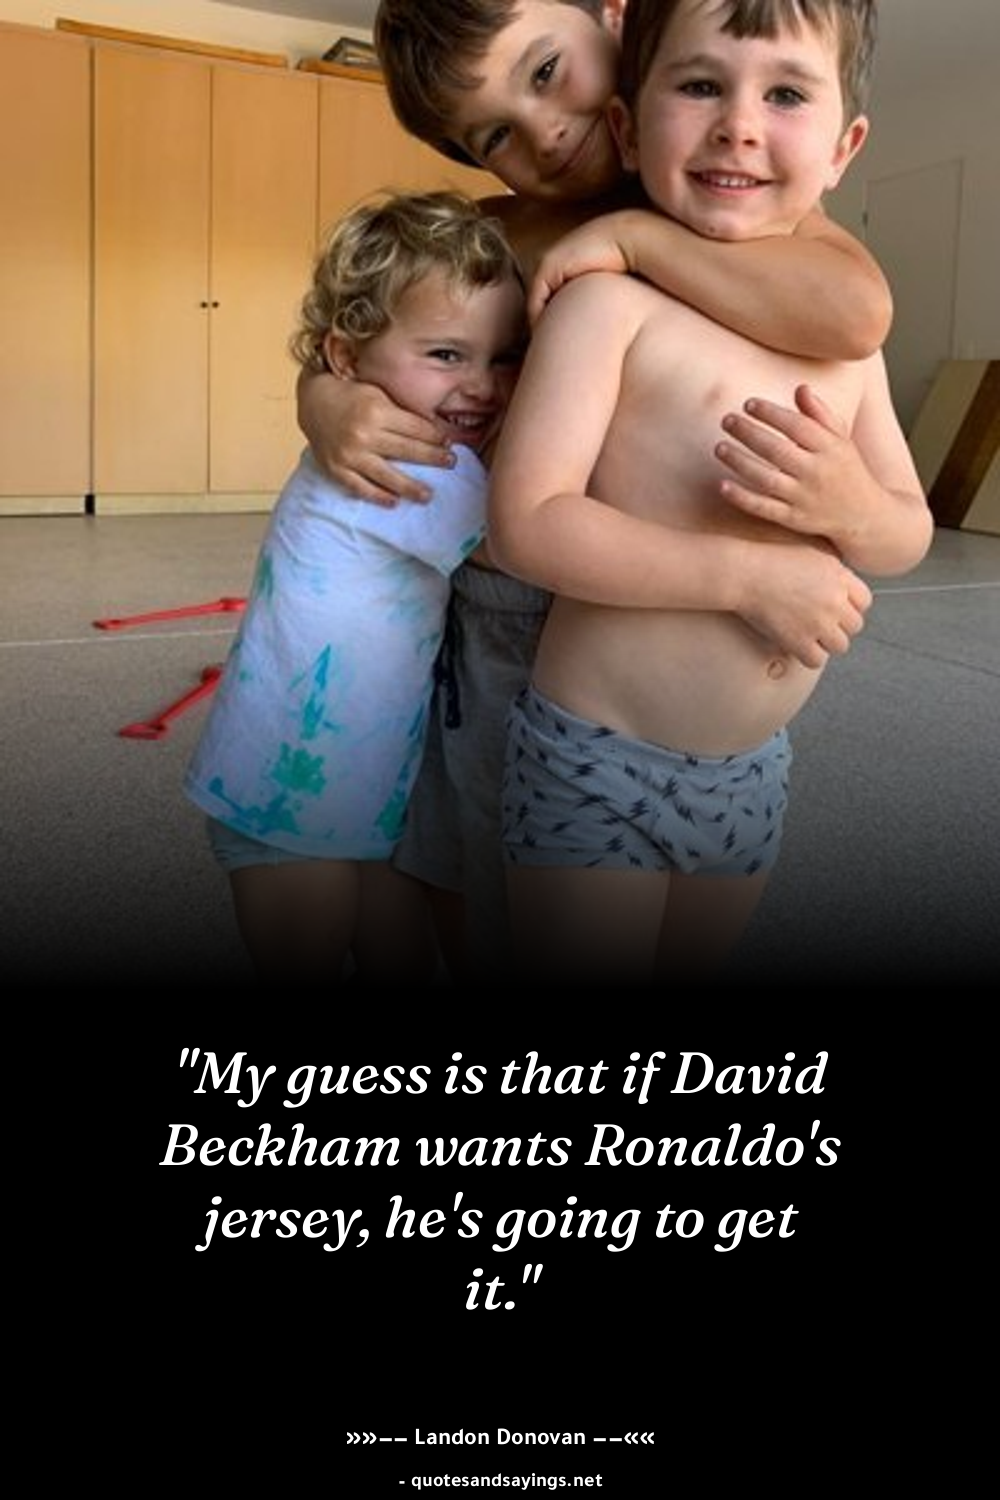 "My guess is that if David
Beckham wants Ronaldo's
jersey, he's going to get
it."
»»−− Landon Donovan −−««
- quotesandsayings.net